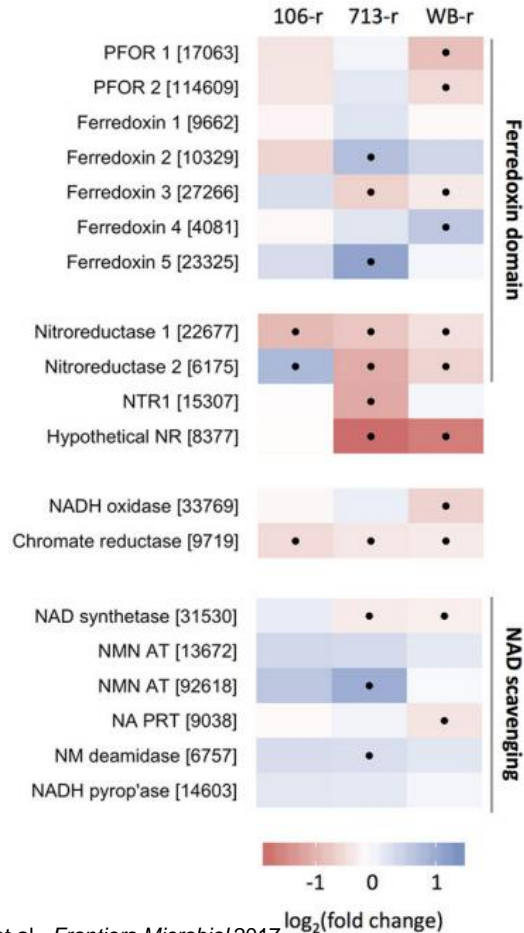 106-r 713-r WB-r
PFOR 1 [17063]
PFOR 2 [114609]
Ferredoxin 1 [9662]
Ferredoxin 2 [10329]
Ferredoxin 3 [27266]
Ferredoxin 4 [4081]
Ferredoxin 5 [23325]
Ferredoxin domain
Nitroreductase 1 [22677]
Nitroreductase 2 [6175]
NTR1 [15307]
Hypothetical NR [8377]
NADH oxidase [33769]
Chromate reductase [9719]
NAD synthetase [31530]
NMN AT [13672]
NMN AT [92618]
NA PRT [9038]
NM deamidase [6757]
NADH pyrop'ase [14603]
NAD scavenging
-1 0 1
log₂(fold change)
et al., Frontiers Microbiol 2017